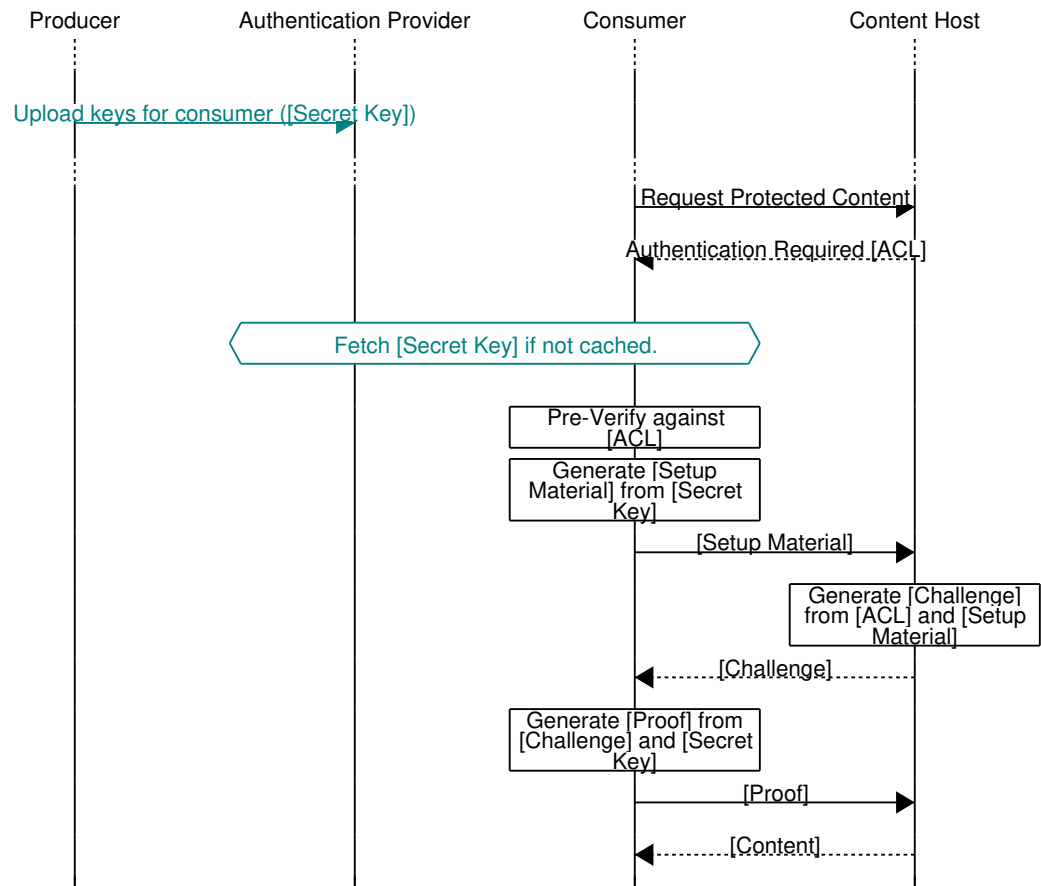 Producer
Authentication Provider
Consumer
Content Host
Upload keys for consumer ([Secret Key])
Request Protected Content
Authentication Required [ACL]
Fetch [Secret Key] if not cached.
Pre-Verify against
[ACL]
Generate [Setup
Material] from [Secret
Key]
[Setup Material]
Generate [Challenge]
from [ACL] and [Setup
Material]
[Challenge]
Generate [Proof] from
[Challenge] and [Secret
Key]
[Proof]
[Content]